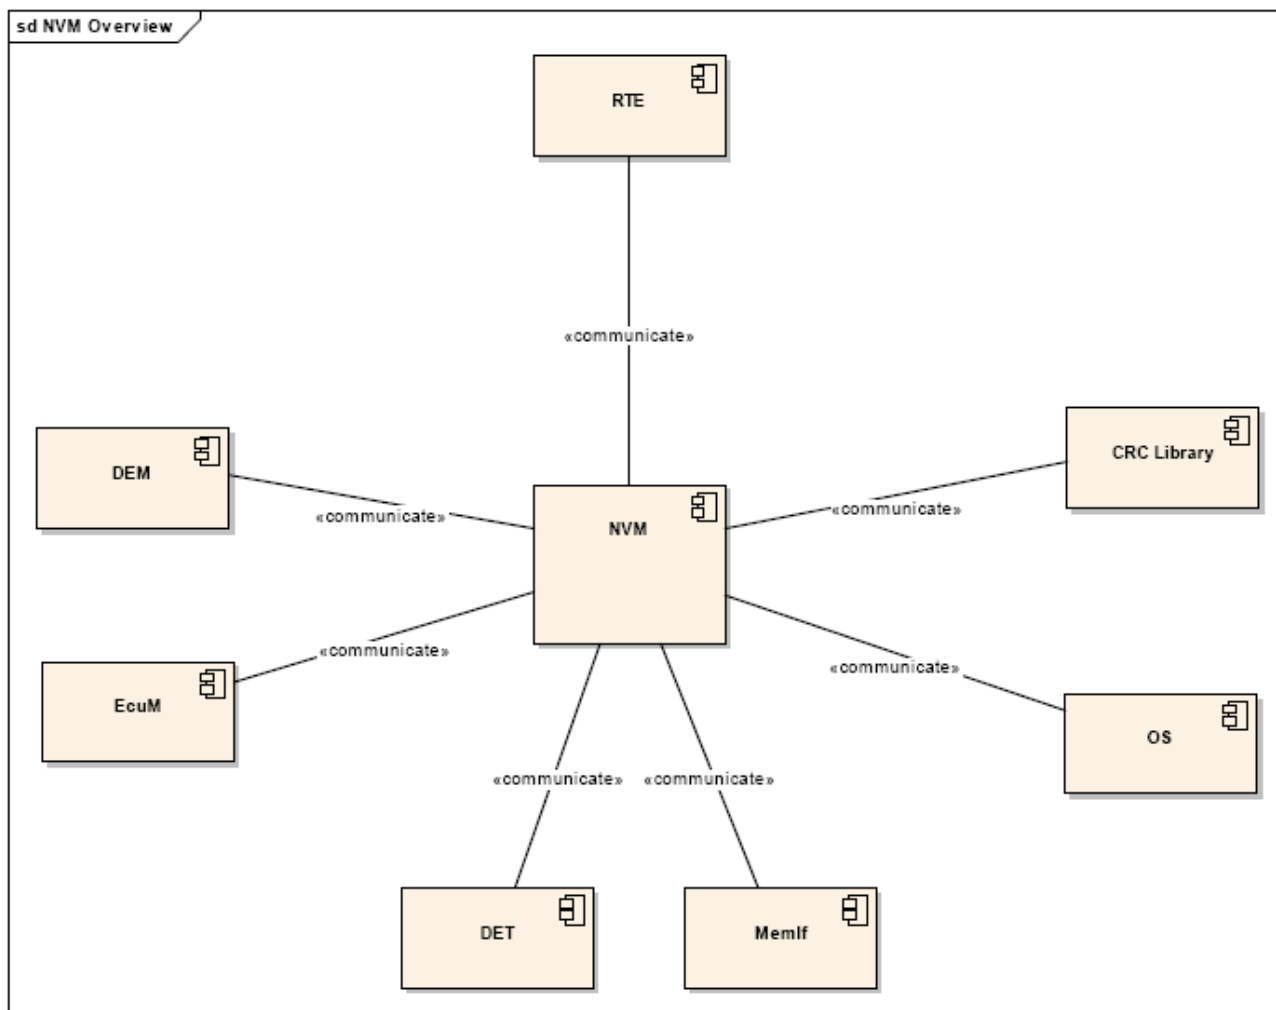 sd NVM Overview
RTE
«communicate»
CRC Library
DEM
«communicate»
«communicate»
NVM
«communicate»
«communicate»
EcuM
OS
«communicate»
«communicate»
DET
MemIf